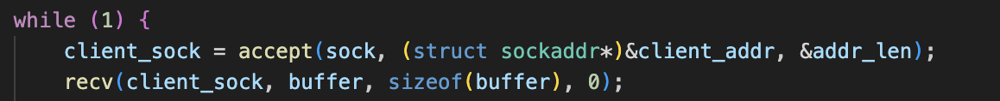 while (1) {
client_sock = accept(sock, (struct sockaddr*)&client_addr, &addr_len);
recv(client_sock, buffer, sizeof(buffer), 0);